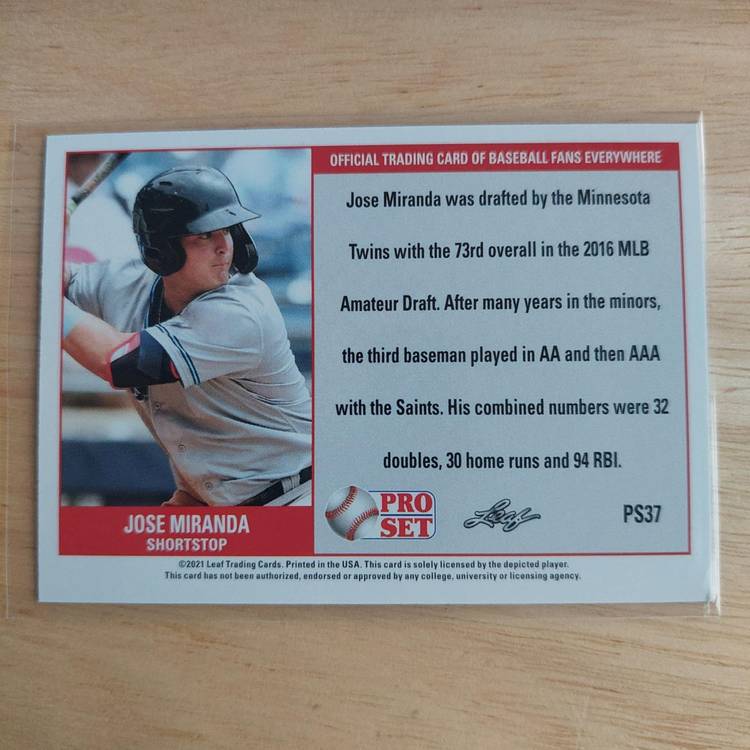 OFFICIAL TRADING CARD OF BASEBALL FANS EVERYWHERE
Jose Miranda was drafted by the Minnesota
Twins with the 73rd overall in the 2016 MLB
Amateur Draft. After many years in the minors,
the third baseman played in AA and then AAA
with the Saints. His combined numbers were 32
doubles, 30 home runs and 94 RBI.
PRO
SET
Leaf
PS37
JOSE MIRANDA
SHORTSTOP
©2021 Leaf Trading Cards. Printed in the USA. This card is solely licensed by the depicted player.
This card has not been authorized, endorsed or approved by any college, university or licensing agency.